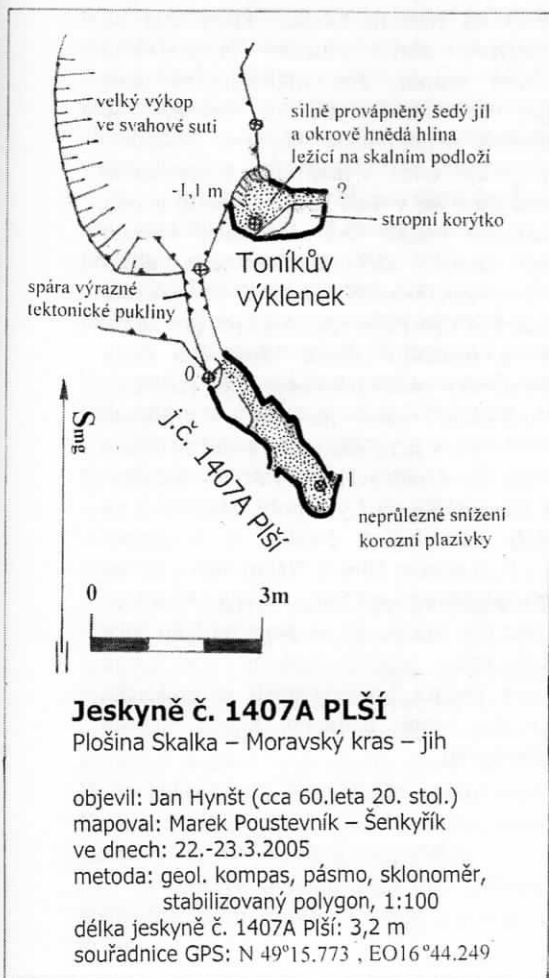 velký výkop
ve svahové suti
silně provápněný šedý jíl
a okrově hnědá hlína
ležící na skalním podloží
-1,1 m
?
stropní korýtko
Toníkův
výklenek
spára výrazné
tektonické pukliny
0
j.č. 1407A Plší
1
Smg
neprůlezné snížení
korozní plazivky
0 3m
Jeskyně č. 1407A PLŠÍ
Plošina Skalka – Moravský kras – jih
objevil: Jan Hynšt (cca 60.leta 20. stol.)
mapoval: Marek Poustevník – Šenkyřík
ve dnech: 22.-23.3.2005
metoda: geol. kompas, pásmo, sklonoměr,
stabilizovaný polygon, 1:100
délka jeskyně č. 1407A Plší: 3,2 m
souřadnice GPS: N 49°15.773 , EO16°44.249